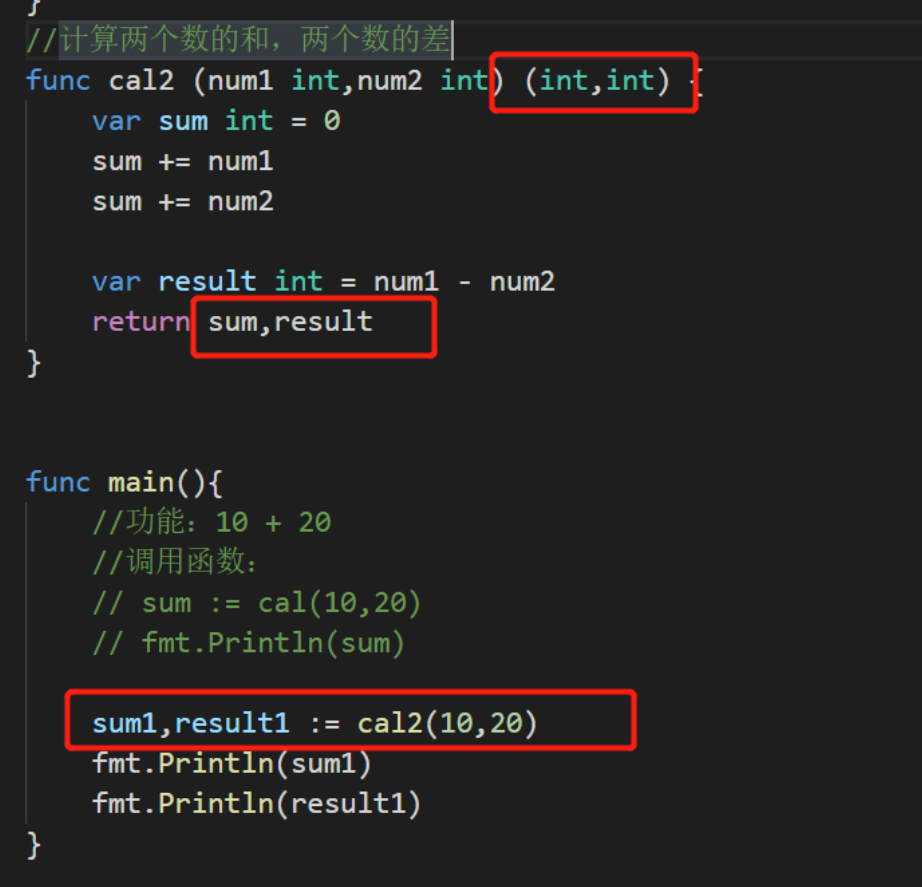 }
//计算两个数的和，两个数的差
func cal2 (num1 int,num2 int) (int,int) {
var sum int = 0
sum += num1
sum += num2
var result int = num1 - num2
return sum,result
}
func main(){
//功能：10 + 20
//调用函数：
// sum := cal(10,20)
// fmt.Println(sum)
sum1,result1 := cal2(10,20)
fmt.Println(sum1)
fmt.Println(result1)
}